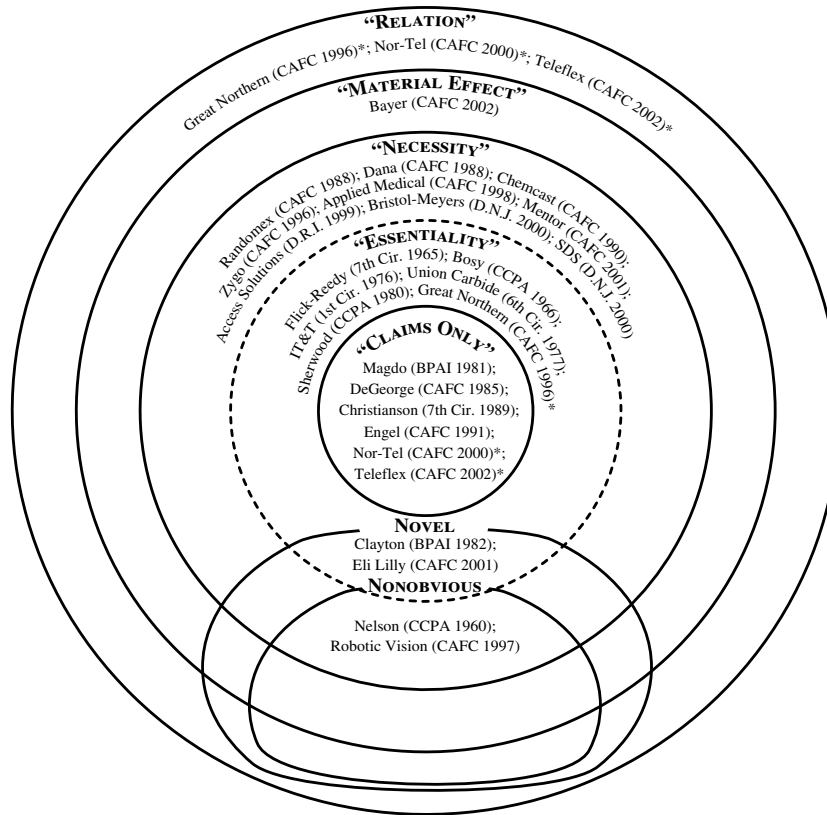 “RELATION”
Great Northern (CAFC 1996)*; Nor-Tel (CAFC 2000)*; Teleflex (CAFC 2002)*
“MATERIAL EFFECT”
Bayer (CAFC 2002)
“NECESSITY”
Randomex (CAFC 1988); Dana (CAFC 1988); Chemcast (CAFC 1990);
Zygo (CAFC 1996); Applied Medical (CAFC 1998); Mentor (CAFC 2001);
Access Solutions (D.R.I. 1999); Bristol-Meyers (D.N.J. 2000); SDS (D.N.J. 2000)
“ESSENTIALITY”
Flick-Reedy (7th Cir. 1965); Bosy (CCPA 1966);
IT&T (1st Cir. 1976); Union Carbide (6th Cir. 1977);
Sherwood (CCPA 1980); Great Northern (CAFC 1996)*
“CLAIMS ONLY”
Magdo (BPAI 1981);
DeGeorge (CAFC 1985);
Christianson (7th Cir. 1989);
Engel (CAFC 1991);
Nor-Tel (CAFC 2000)*;
Teleflex (CAFC 2002)*
NOVEL
Clayton (BPAI 1982);
Eli Lilly (CAFC 2001)
NONOBVIOUS
Nelson (CCPA 1960);
Robotic Vision (CAFC 1997)